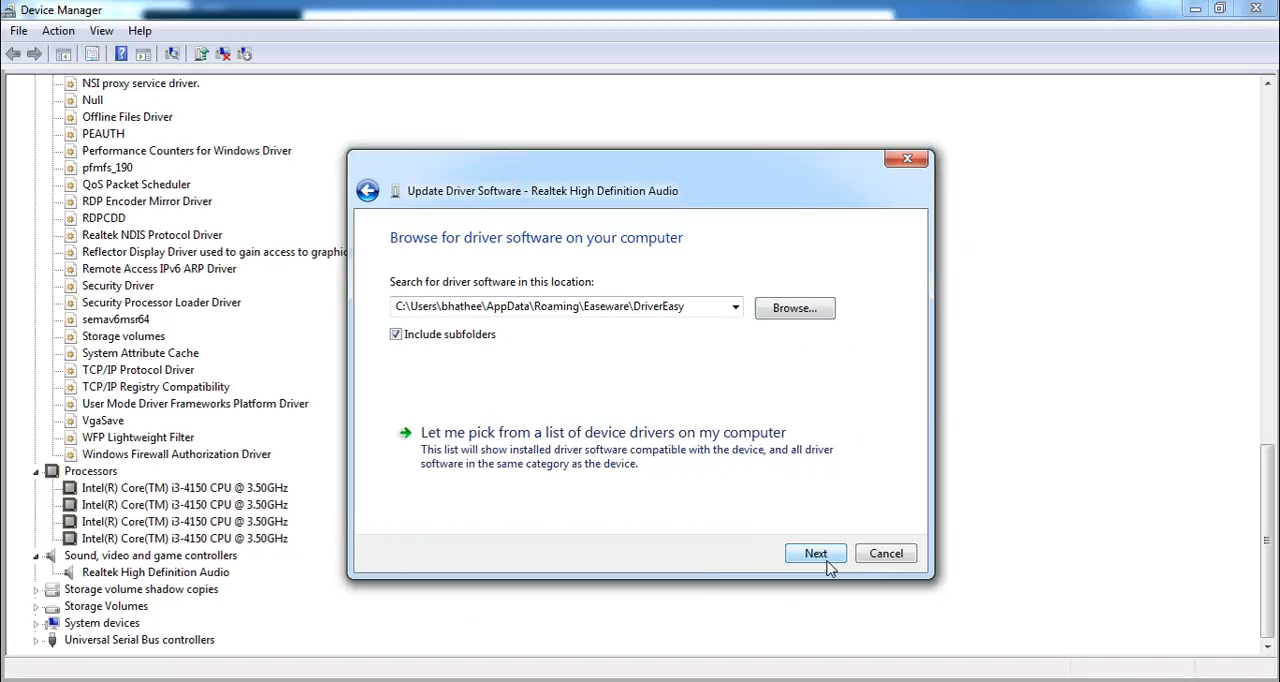 Device Manager
File Action View Help
NSI proxy service driver.
Null
Offline Files Driver
PEAUTH
Performance Counters for Windows Driver
pfmfs_190
QoS Packet Scheduler
RDP Encoder Mirror Driver
RDPCDD
Realtek NDIS Protocol Driver
Reflector Display Driver used to gain access to graphic
Remote Access IPv6 ARP Driver
Security Driver
Security Processor Loader Driver
semav6msr64
Storage volumes
System Attribute Cache
TCP/IP Protocol Driver
TCP/IP Registry Compatibility
User Mode Driver Frameworks Platform Driver
VgaSave
WFP Lightweight Filter
Windows Firewall Authorization Driver
Processors
Intel(R) Core(TM) i3-4150 CPU @ 3.50GHz
Intel(R) Core(TM) i3-4150 CPU @ 3.50GHz
Intel(R) Core(TM) i3-4150 CPU @ 3.50GHz
Intel(R) Core(TM) i3-4150 CPU @ 3.50GHz
Sound, video and game controllers
Realtek High Definition Audio
Storage volume shadow copies
Storage Volumes
System devices
Universal Serial Bus controllers
Update Driver Software - Realtek High Definition Audio
Browse for driver software on your computer
Search for driver software in this location:
C:\Users\bhathee\AppData\Roaming\Easeware\DriverEasy
Browse...
Include subfolders
Let me pick from a list of device drivers on my computer
This list will show installed driver software compatible with the device, and all driver
software in the same category as the device.
Next Cancel